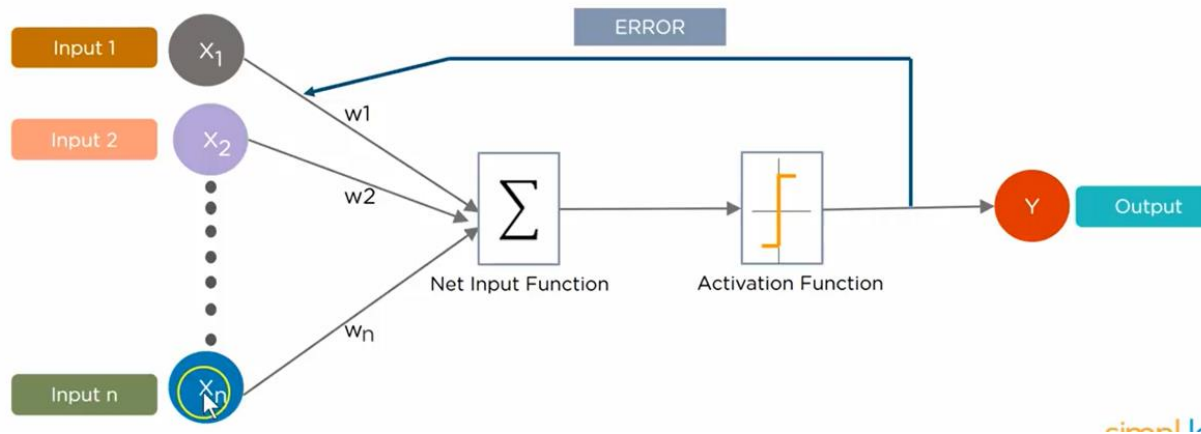 ERROR
Input 1
X1
w1
Input 2
X2
w2
∑
Net Input Function
Activation Function
Y
Output
wn
Input n
Xn